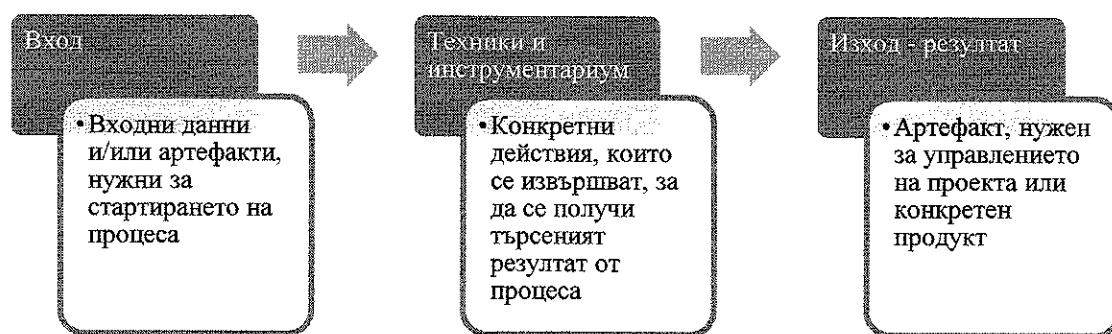 Вход
• Входни данни
и/или артефакти,
нужни за
стартирането на
процеса
Техники и
инструментариум
• Конкретни
действия, които
се извършват, за
да се получи
търсеният
резултат от
процеса
Изход - резултат
• Артефакт, нужен
за управлението
на проекта или
конкретен
продукт